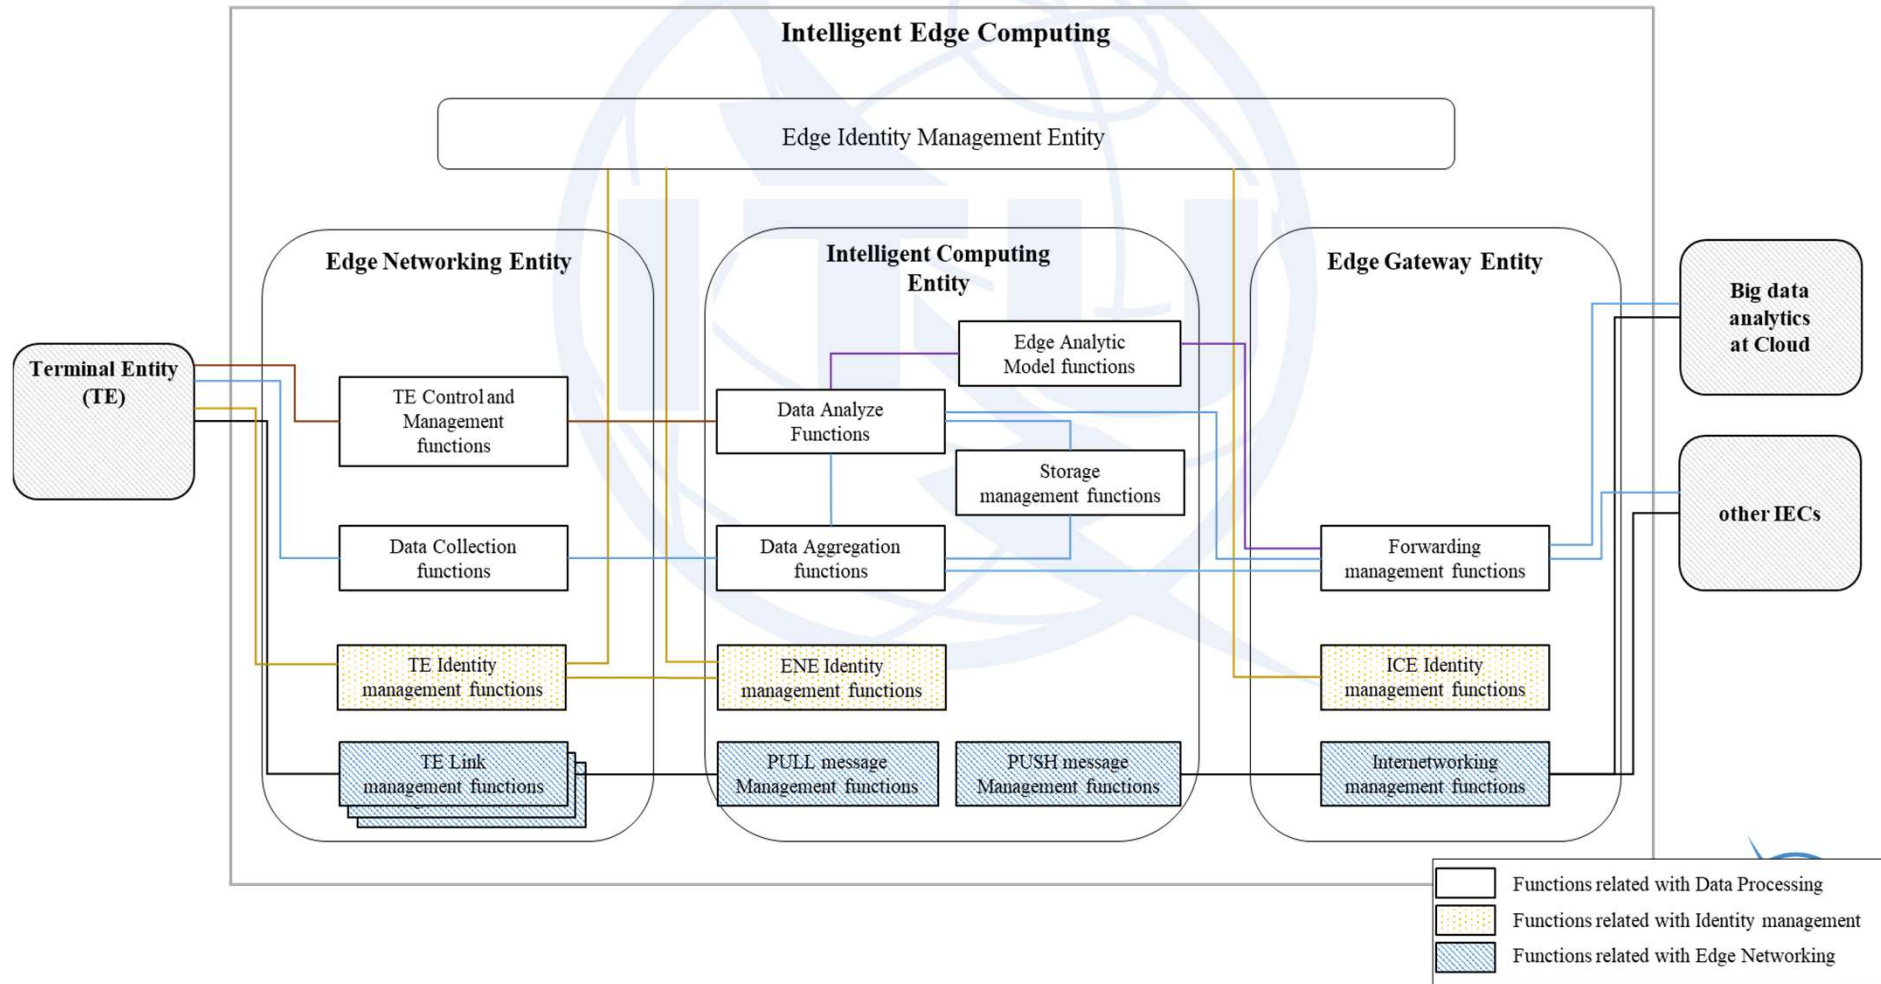 Intelligent Edge Computing
Edge Identity Management Entity
Edge Networking Entity
Intelligent Computing
Entity
Edge Gateway Entity
Terminal Entity
(TE)
TE Control and
Management
functions
Data Collection
functions
TE Identity
management functions
TE Link
management functions
Edge Analytic
Model functions
Data Analyze
Functions
Storage
management functions
Data Aggregation
functions
ENE Identity
management functions
PULL message
Management functions
PUSH message
Management functions
Forwarding
management functions
ICE Identity
management functions
Internetworking
management functions
Big data
analytics
at Cloud
other IECs
Functions related with Data Processing
Functions related with Identity management
Functions related with Edge Networking
ITU